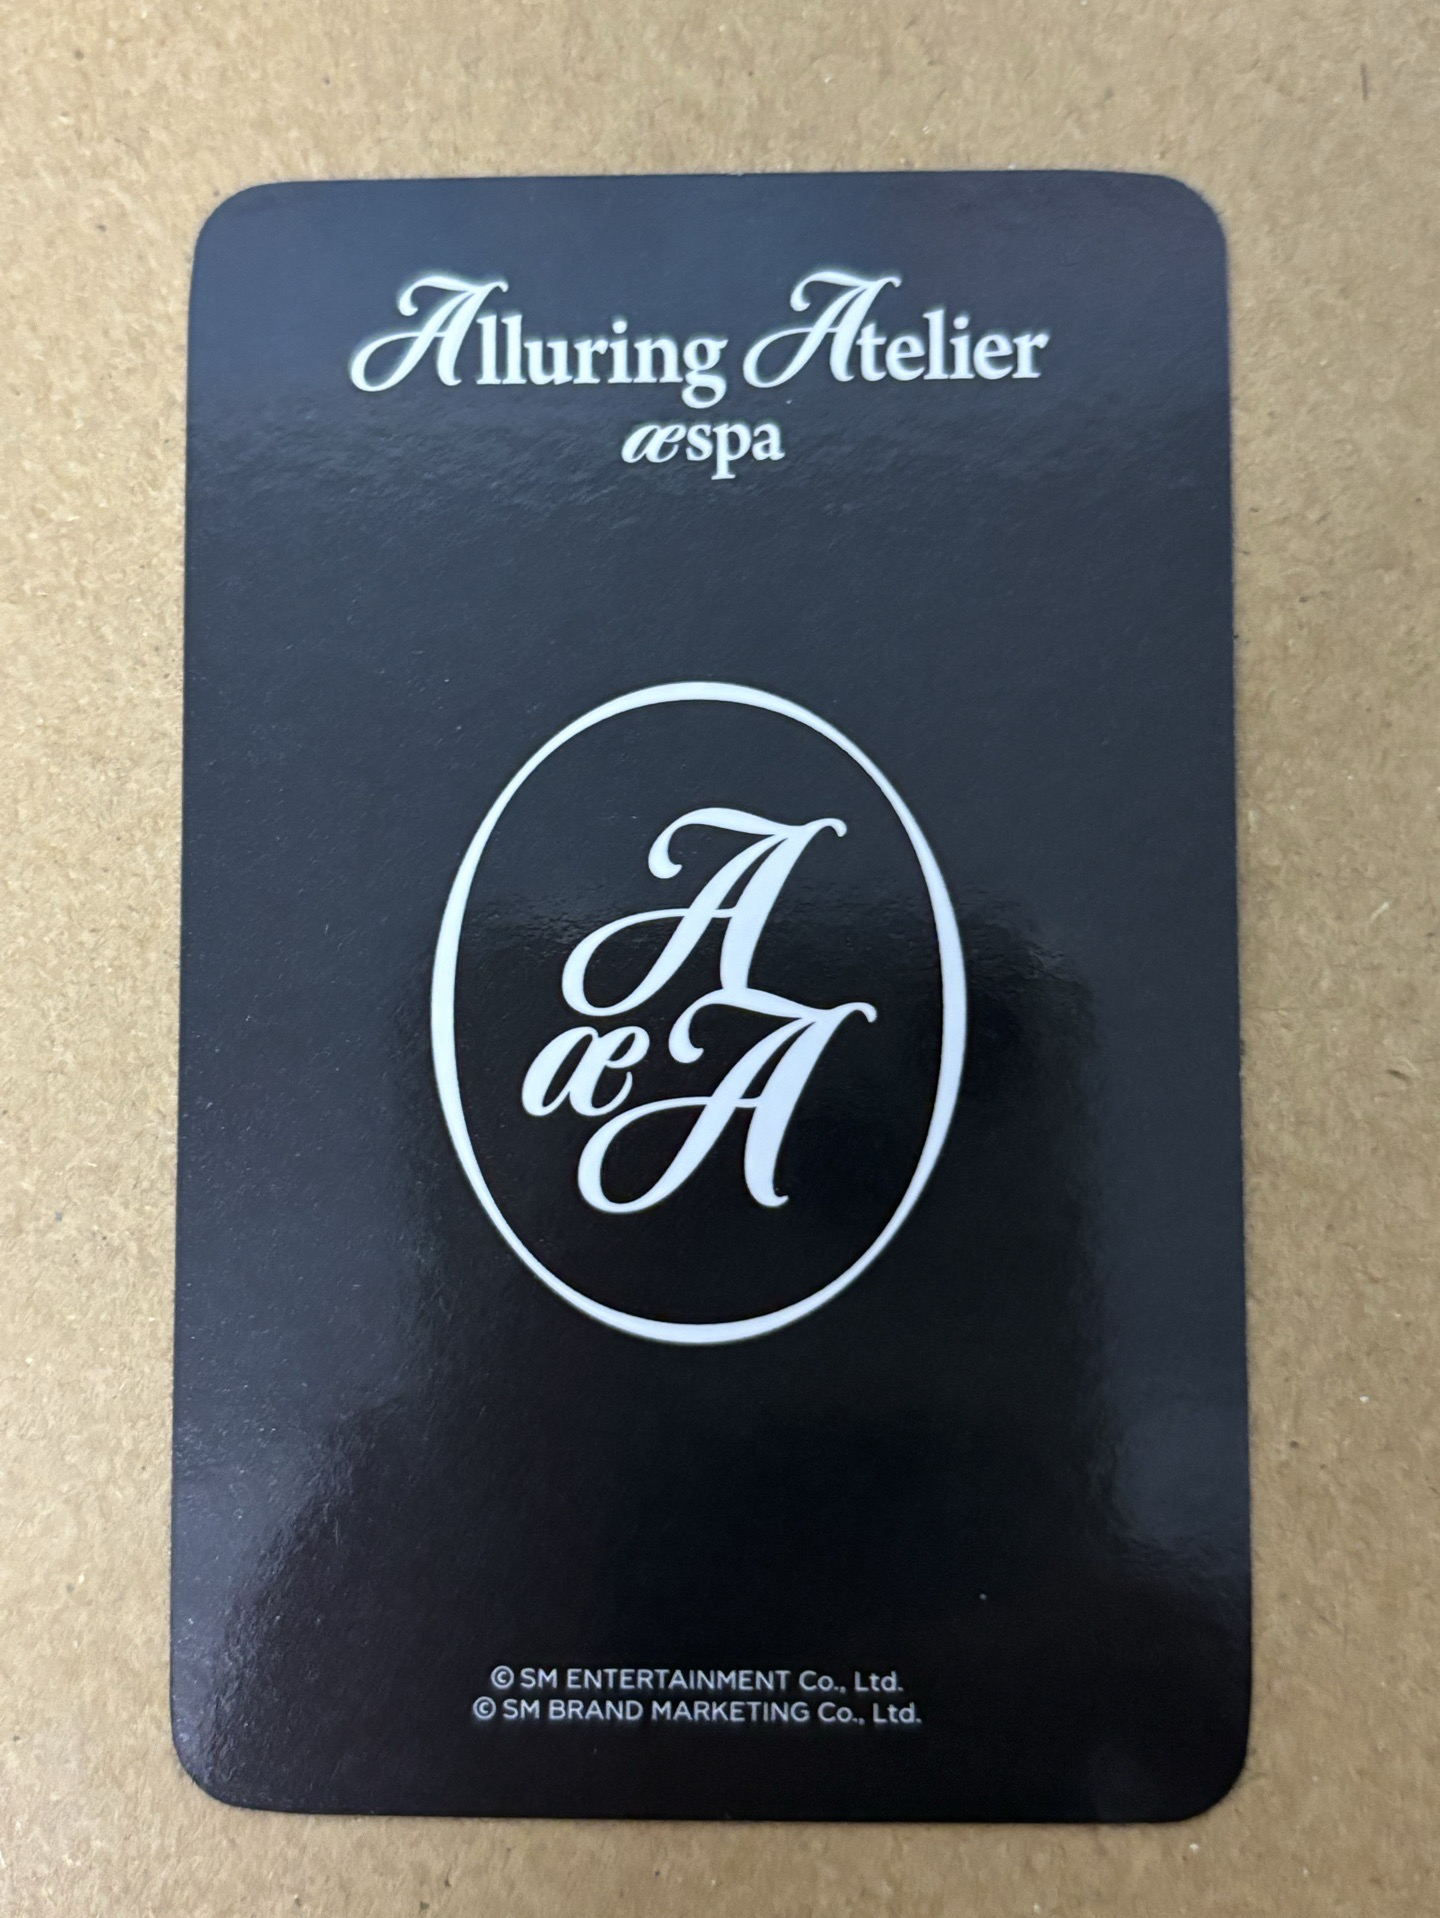 Alluring Atelier
æspa
A
æA
© SM ENTERTAINMENT Co., Ltd.
© SM BRAND MARKETING Co., Ltd.